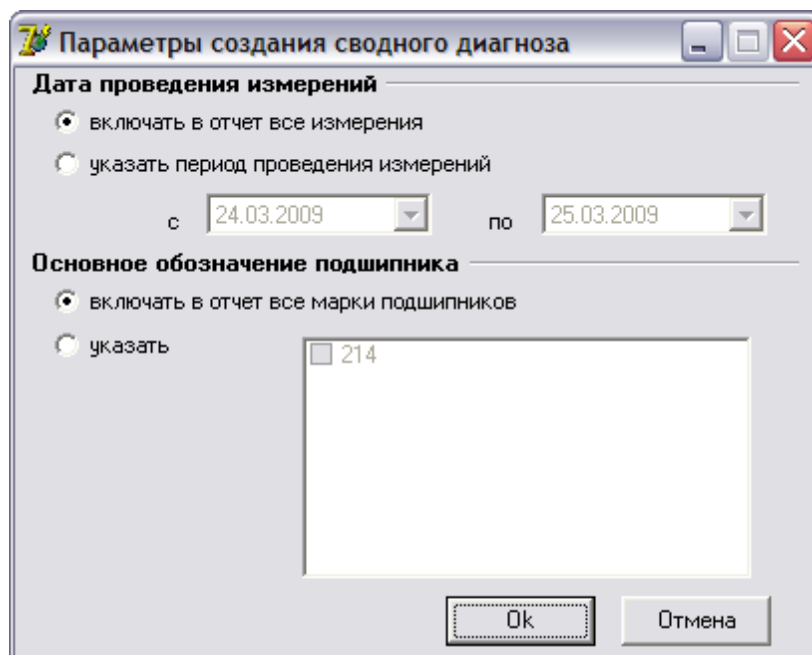 Параметры создания сводного диагноза
Дата проведения измерений
включать в отчет все измерения
указать период проведения измерений
с 24.03.2009 по 25.03.2009
Основное обозначение подшипника
включать в отчет все марки подшипников
указать 214
Ok Отмена